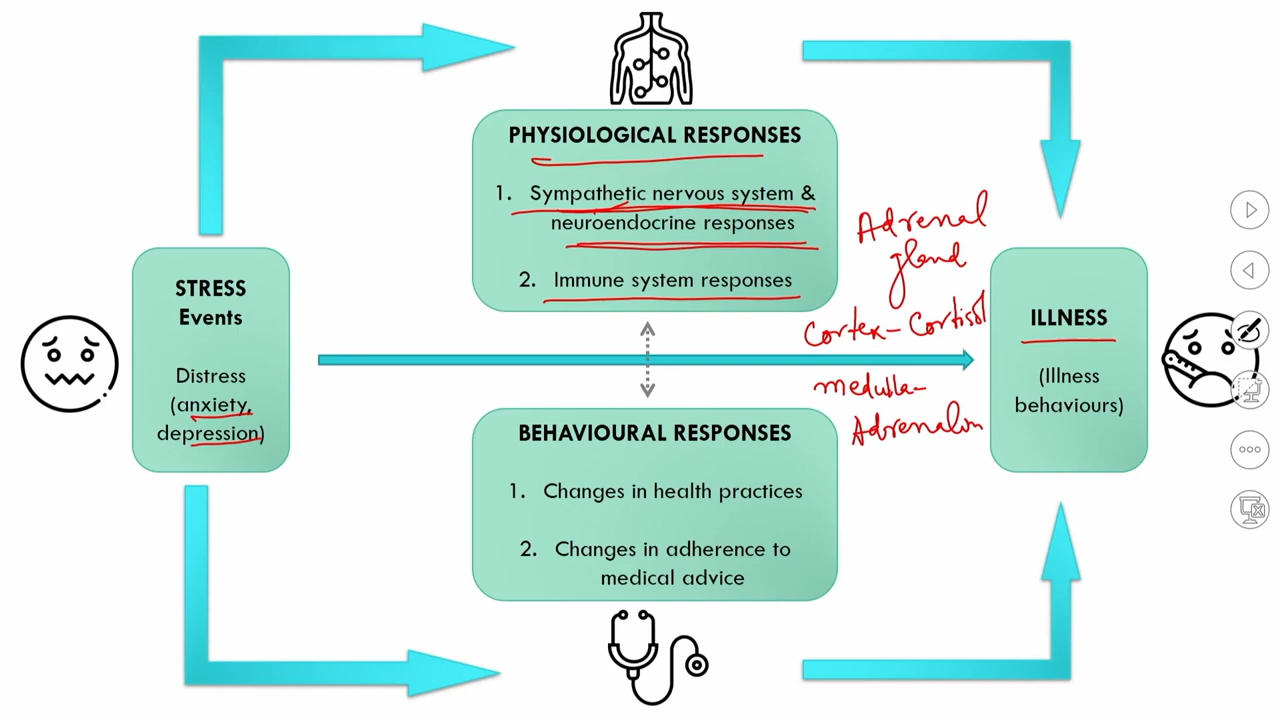 PHYSIOLOGICAL RESPONSES
1. Sympathetic nervous system &
neuroendocrine responses
2. Immune system responses
Adrenal
gland
Cortex - Cortisol
medulla-
Adrenalin
STRESS
Events
Distress
(anxiety,
depression)
ILLNESS
(Illness
behaviours)
BEHAVIOURAL RESPONSES
1. Changes in health practices
2. Changes in adherence to
medical advice